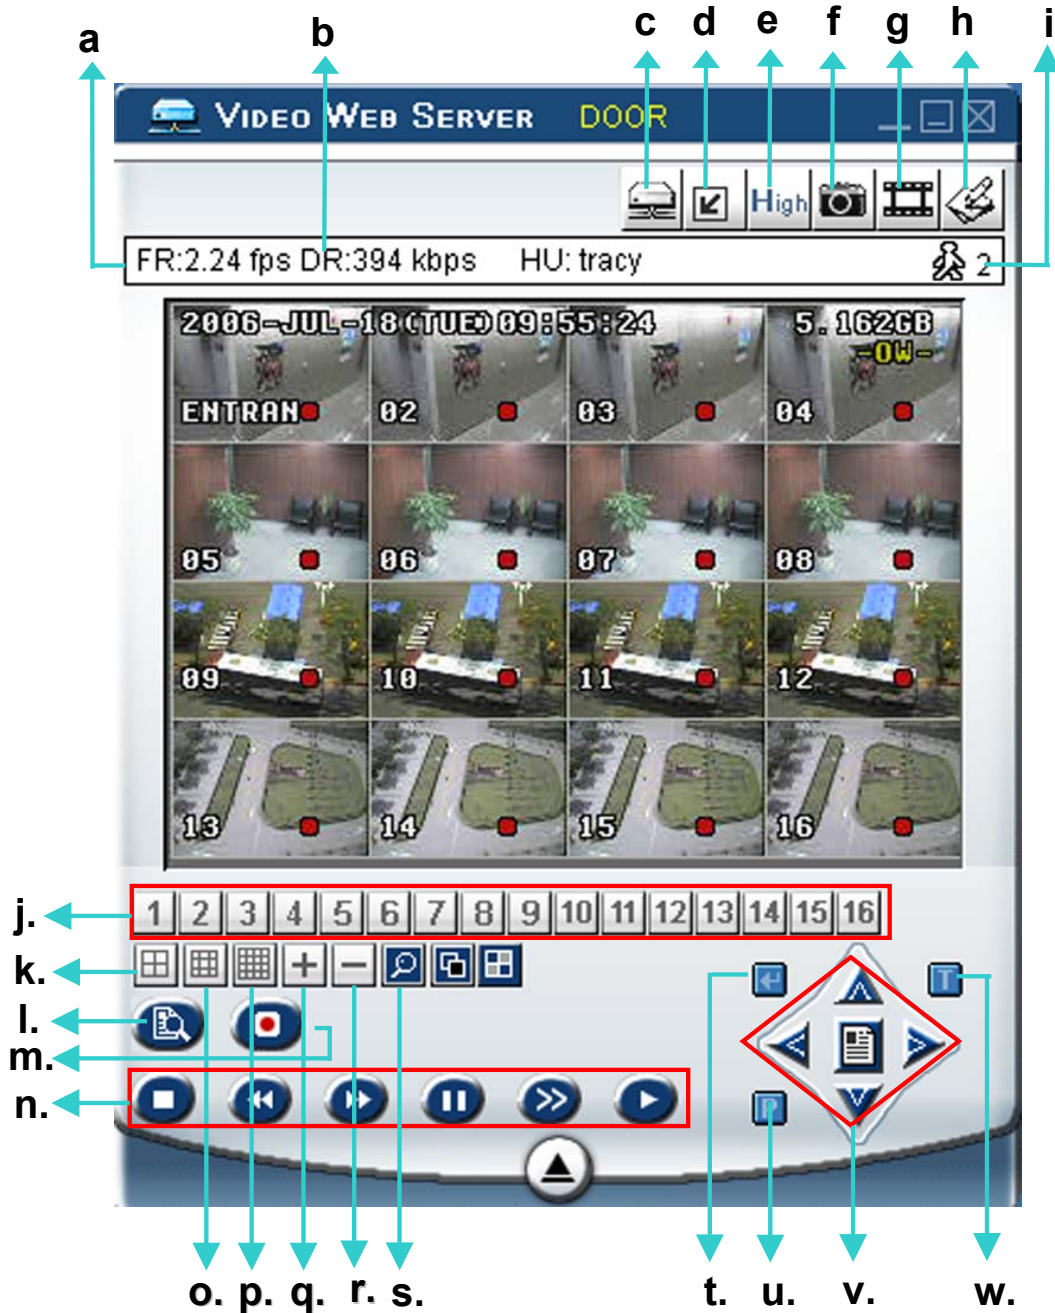 a b c d e f g h i
VIDEO WEB SERVER DOOR
High
FR:2.24 fps DR:394 kbps HU: tracy 2
2006-JUL-18(TUE)09:55:24 5.162GB
-OW-
ENTRAN 02 03 04
05 06 07 08
09 10 11 12
13 14 15 16
j. 1 2 3 4 5 6 7 8 9 10 11 12 13 14 15 16
k. T
l.
m.
n. P
o. p. q. r. s. t. u. v. w.